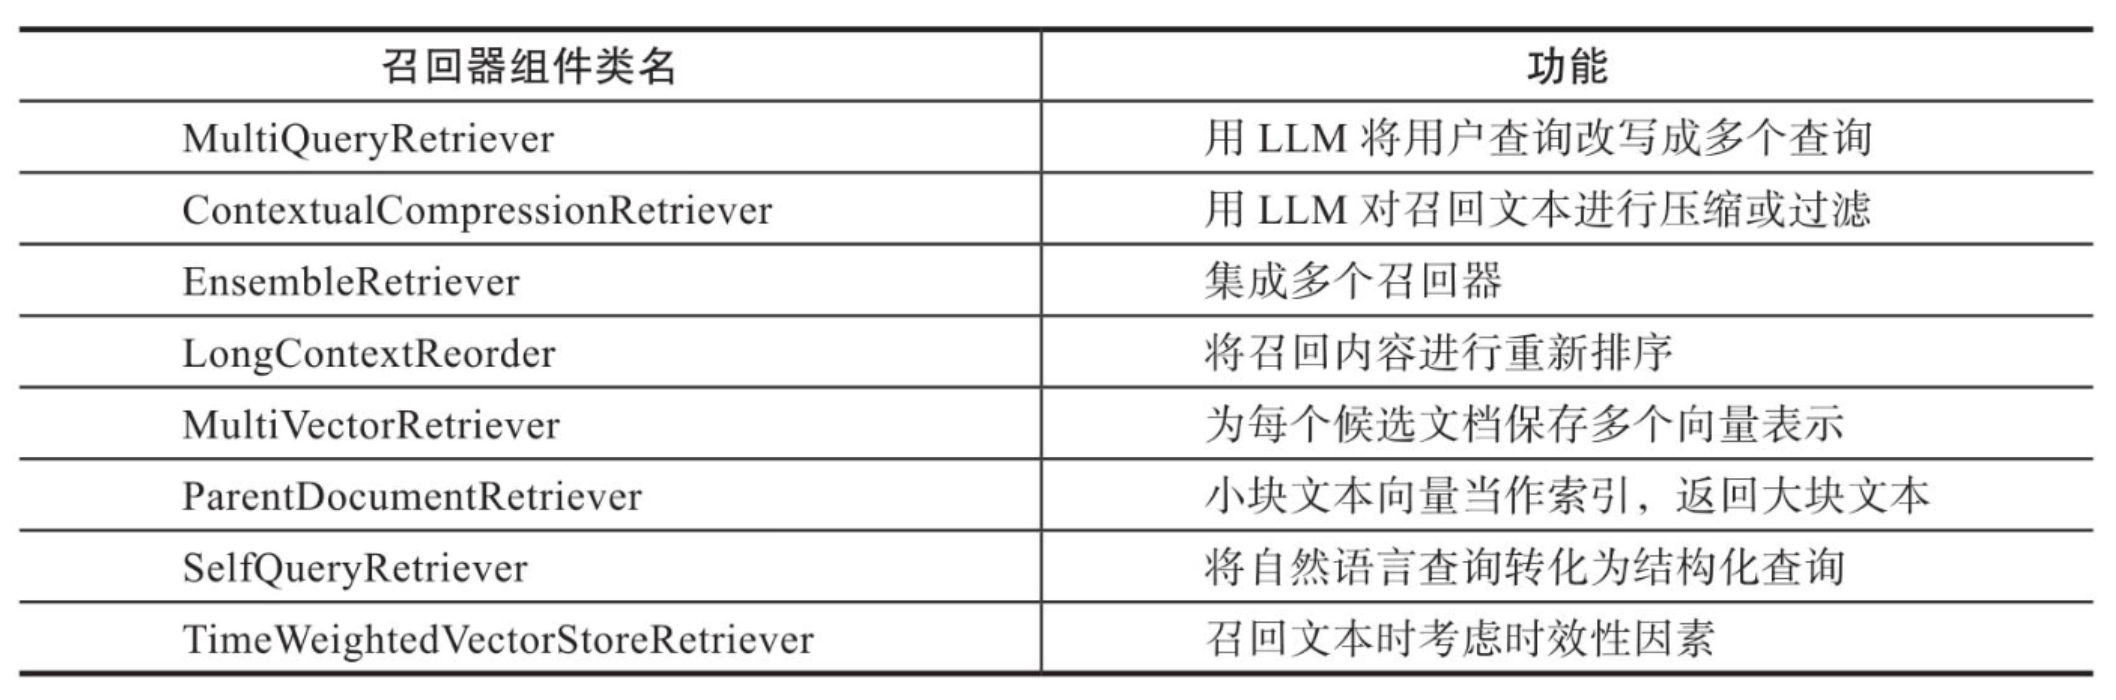 召回器组件类名 功能
MultiQueryRetriever 用 LLM 将用户查询改写成多个查询
ContextualCompressionRetriever 用 LLM 对召回文本进行压缩或过滤
EnsembleRetriever 集成多个召回器
LongContextReorder 将召回内容进行重新排序
MultiVectorRetriever 为每个候选文档保存多个向量表示
ParentDocumentRetriever 小块文本向量当作索引，返回大块文本
SelfQueryRetriever 将自然语言查询转化为结构化查询
TimeWeightedVectorStoreRetriever 召回文本时考虑时效性因素